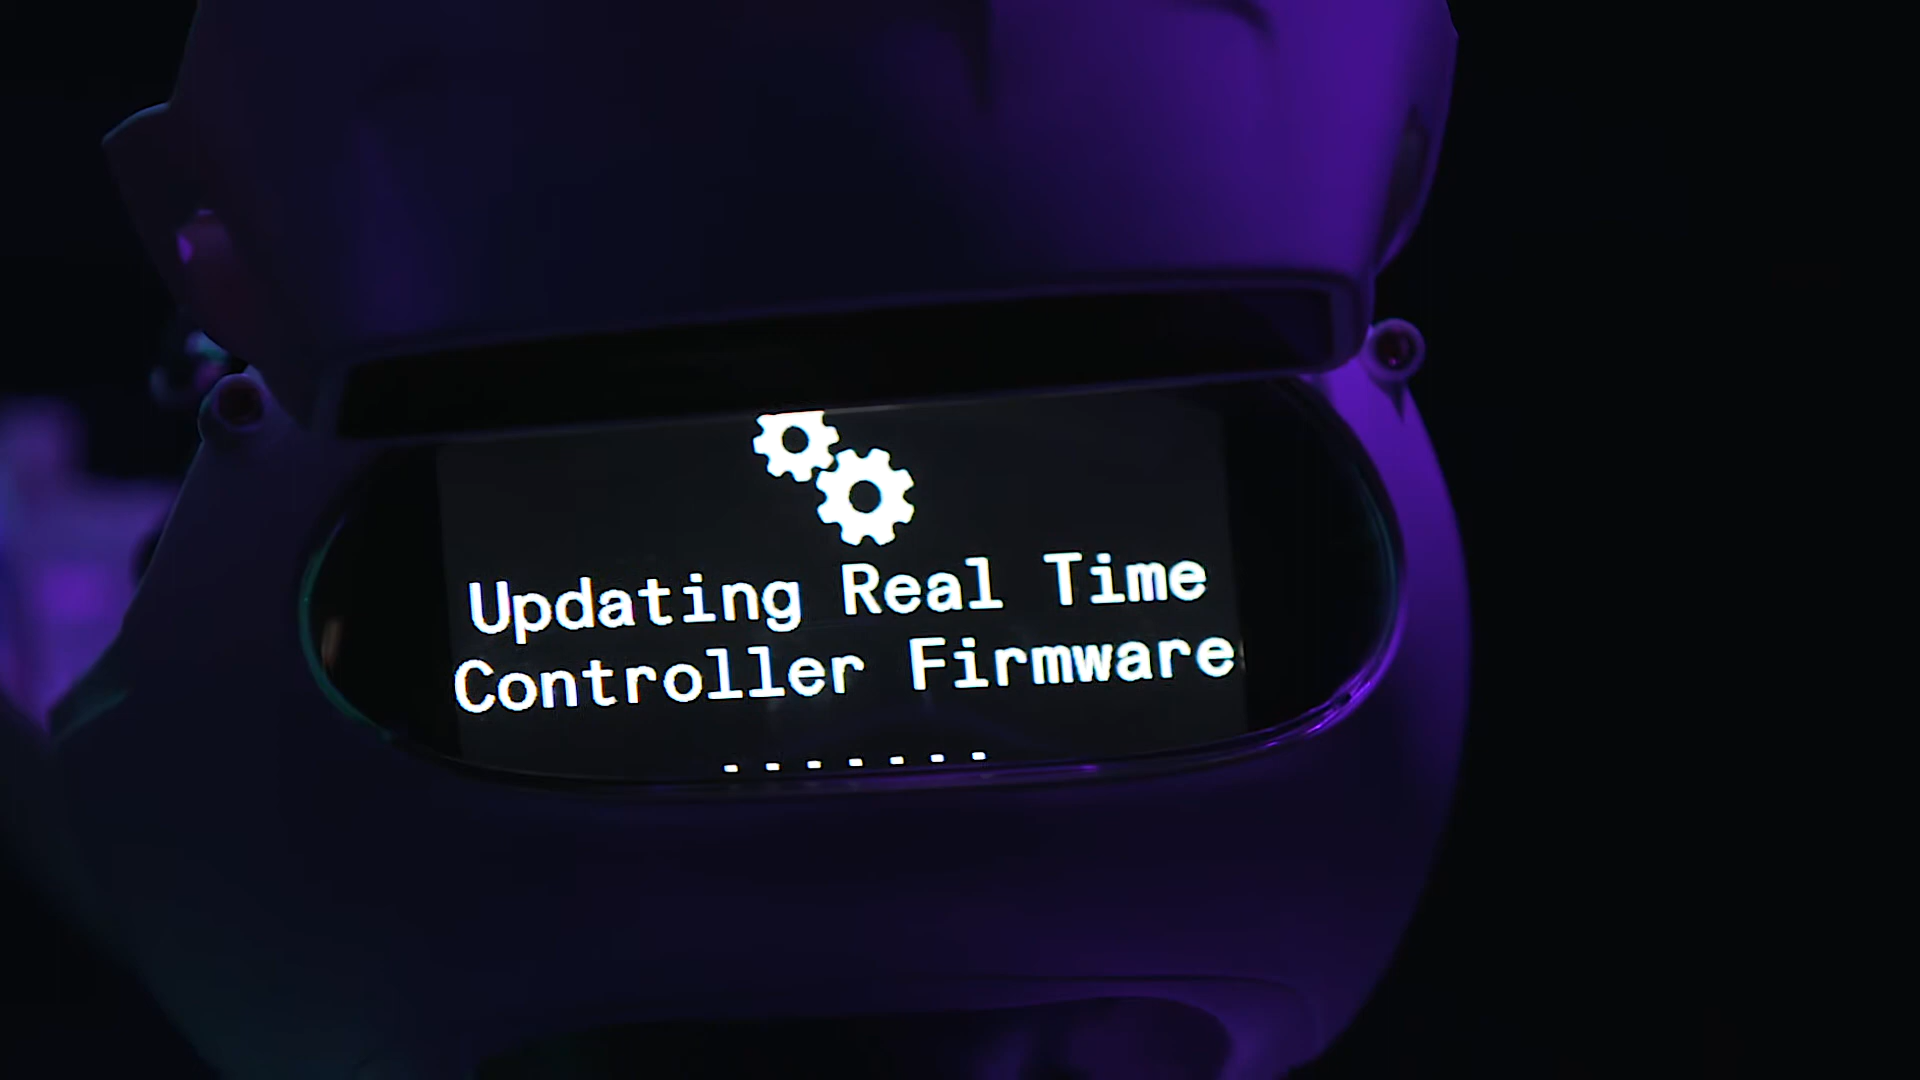 Updating Real Time
Controller Firmware
.......